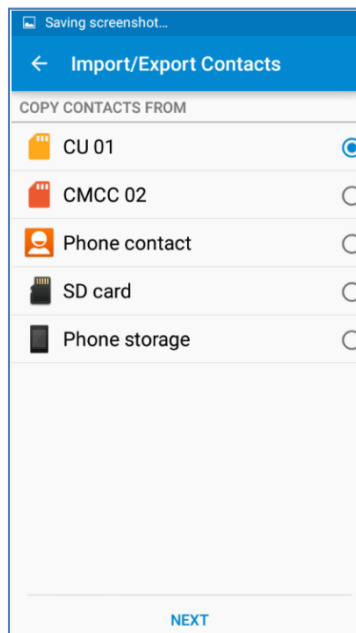 Saving screenshot...
Import/Export Contacts
COPY CONTACTS FROM
CU 01
CMCC 02
Phone contact
SD card
Phone storage
NEXT